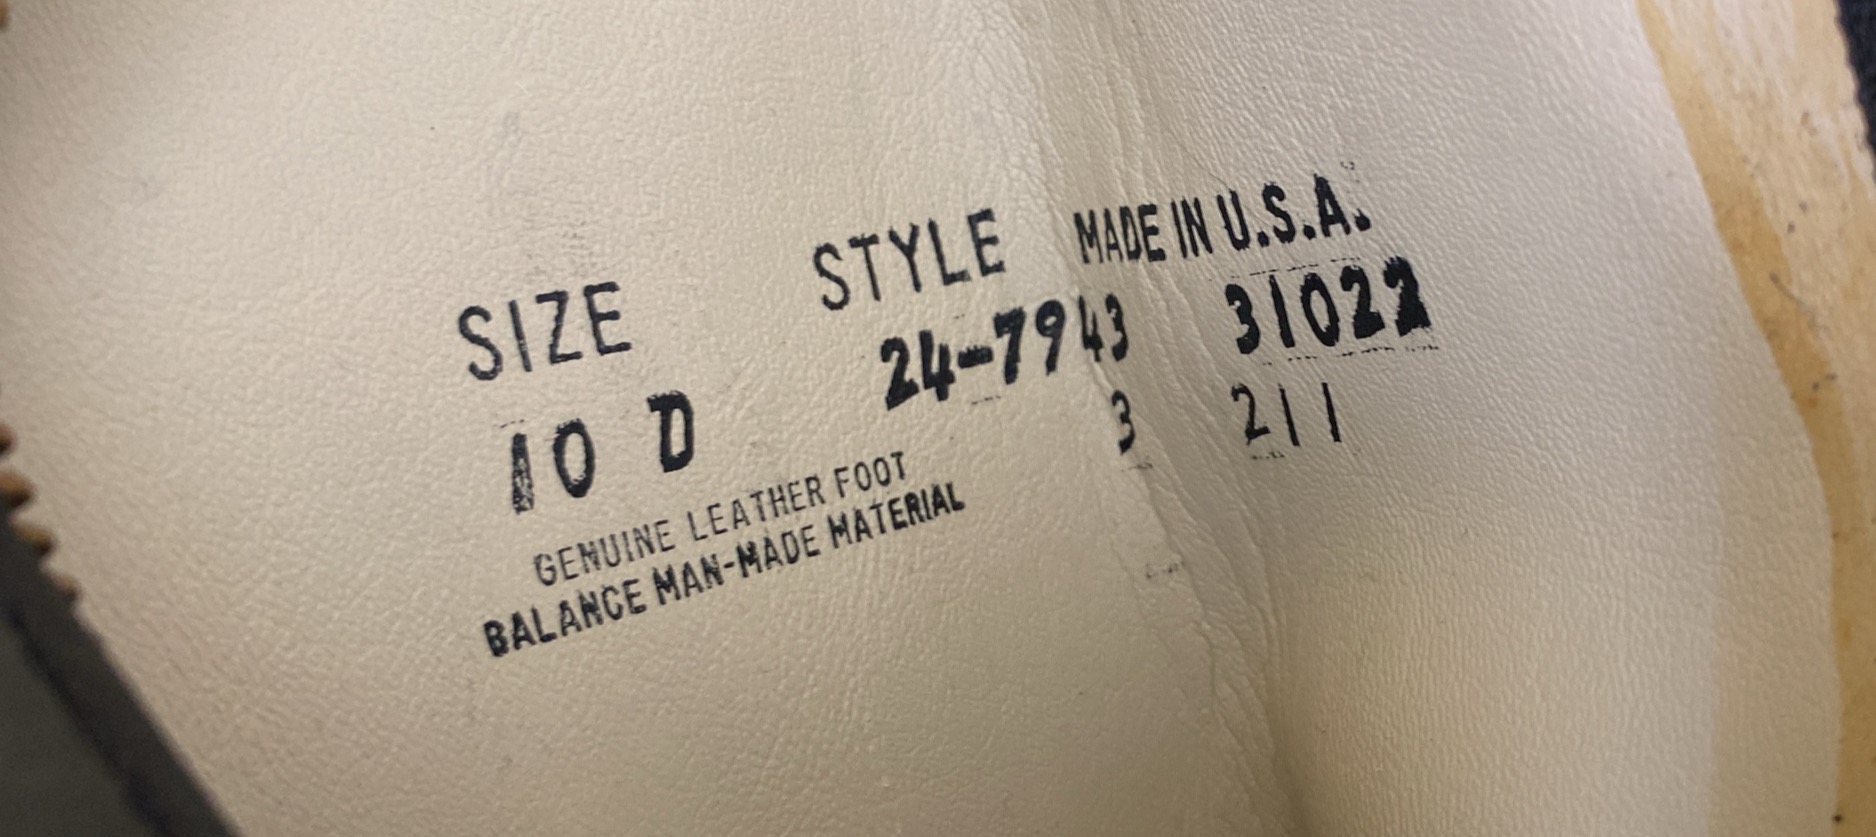 SIZE STYLE MADE IN U.S.A.
10 D 24-7943 31022
3 211
GENUINE LEATHER FOOT
BALANCE MAN-MADE MATERIAL